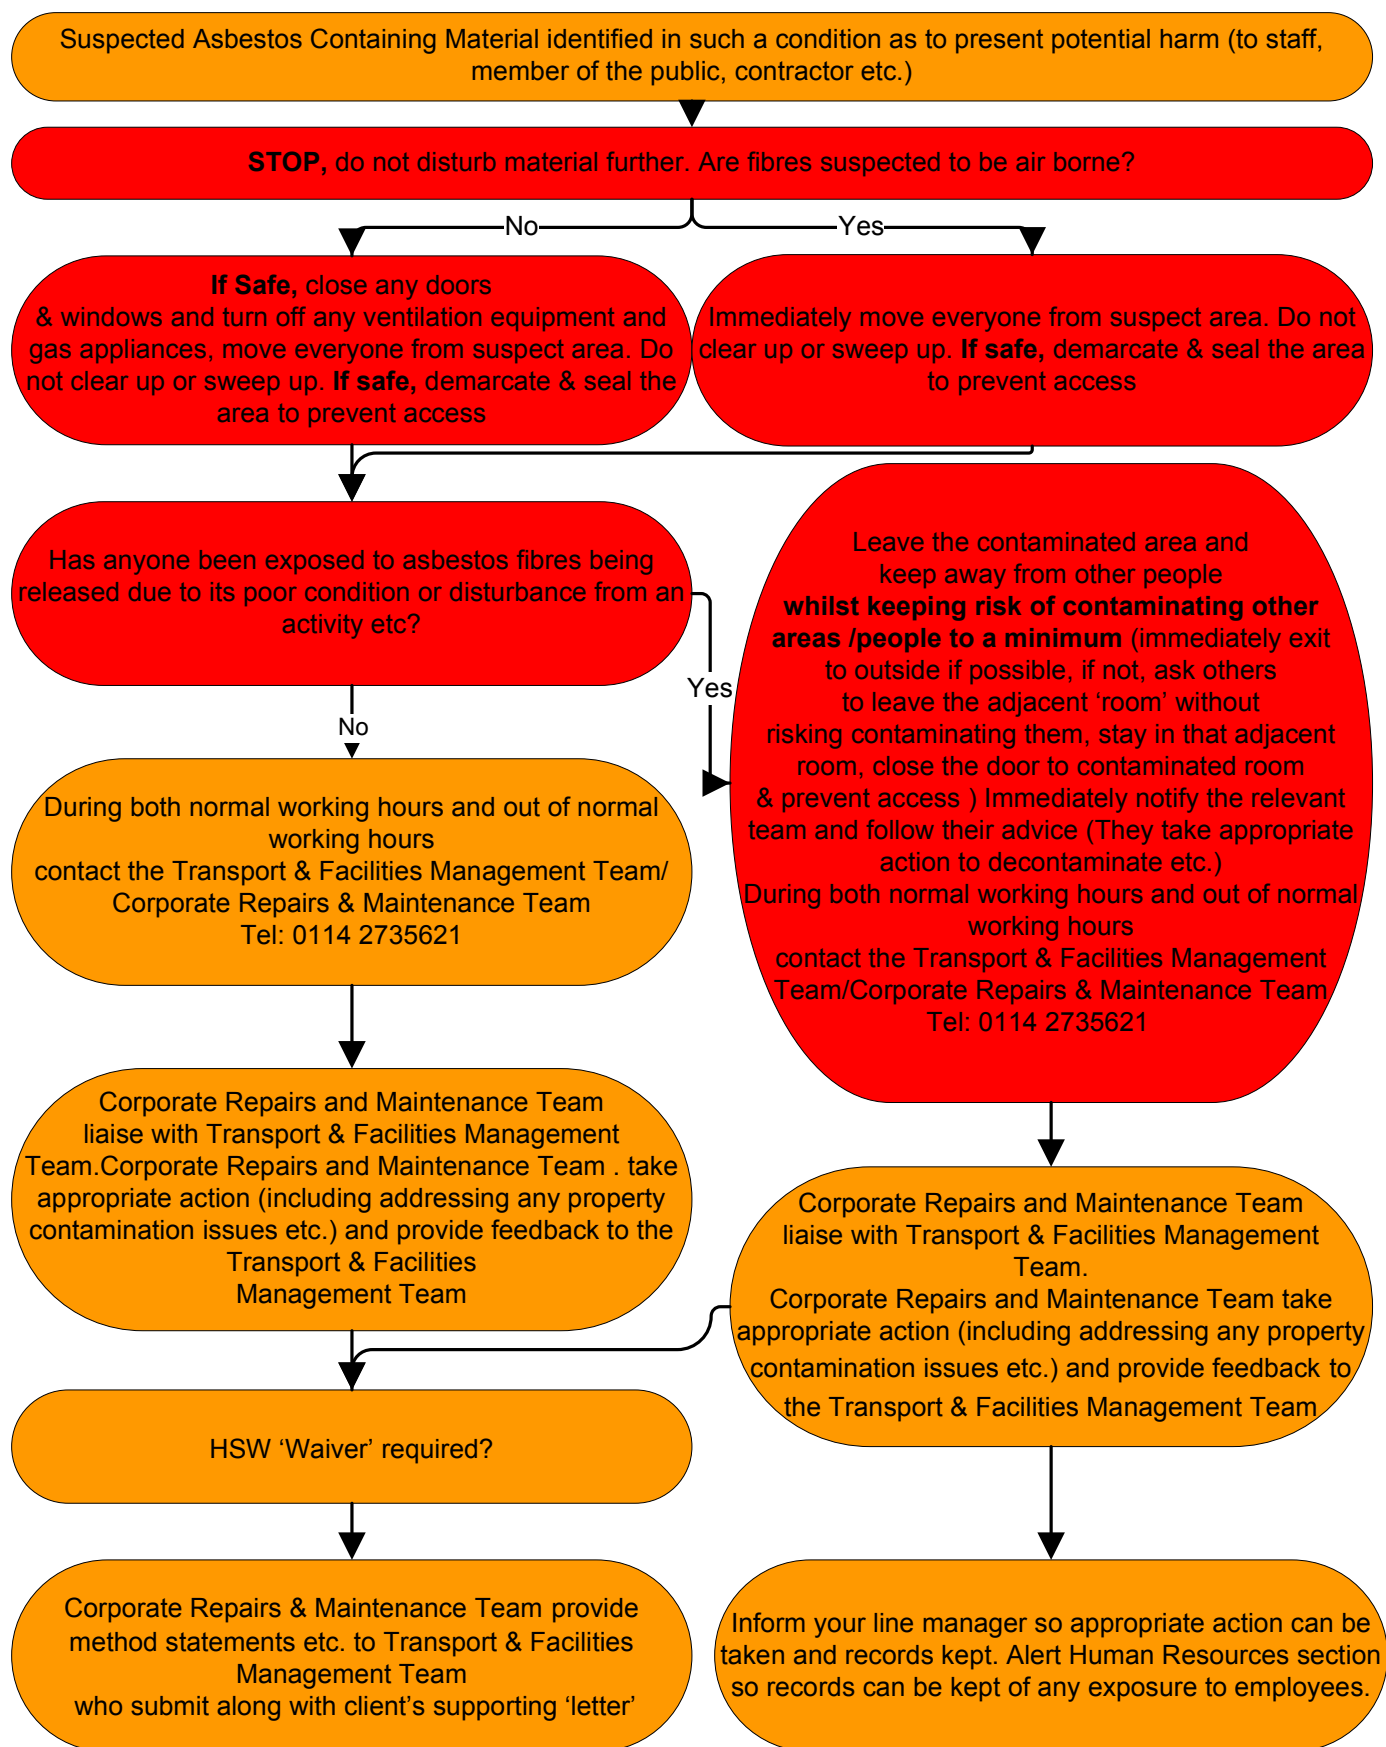 Suspected Asbestos Containing Material identified in such a condition as to present potential harm (to staff,
member of the public, contractor etc.)
STOP, do not disturb material further. Are fibres suspected to be air borne?
No
Yes
If Safe, close any doors
& windows and turn off any ventilation equipment and
gas appliances, move everyone from suspect area. Do
not clear up or sweep up. If safe, demarcate & seal the
area to prevent access
Immediately move everyone from suspect area. Do not
clear up or sweep up. If safe, demarcate & seal the area
to prevent access
Has anyone been exposed to asbestos fibres being
released due to its poor condition or disturbance from an
activity etc?
Yes
No
Leave the contaminated area and
keep away from other people
whilst keeping risk of contaminating other
areas /people to a minimum (immediately exit
to outside if possible, if not, ask others
to leave the adjacent ‘room’ without
risking contaminating them, stay in that adjacent
room, close the door to contaminated room
& prevent access ) Immediately notify the relevant
team and follow their advice (They take appropriate
action to decontaminate etc.)
During both normal working hours and out of normal
working hours
contact the Transport & Facilities Management
Team/Corporate Repairs & Maintenance Team
Tel: 0114 2735621
During both normal working hours and out of normal
working hours
contact the Transport & Facilities Management Team/
Corporate Repairs & Maintenance Team
Tel: 0114 2735621
Corporate Repairs and Maintenance Team
liaise with Transport & Facilities Management
Team.Corporate Repairs and Maintenance Team . take
appropriate action (including addressing any property
contamination issues etc.) and provide feedback to the
Transport & Facilities
Management Team
Corporate Repairs and Maintenance Team
liaise with Transport & Facilities Management
Team.
Corporate Repairs and Maintenance Team take
appropriate action (including addressing any property
contamination issues etc.) and provide feedback to
the Transport & Facilities Management Team
HSW ‘Waiver’ required?
Corporate Repairs & Maintenance Team provide
method statements etc. to Transport & Facilities
Management Team
who submit along with client’s supporting ‘letter’
Inform your line manager so appropriate action can be
taken and records kept. Alert Human Resources section
so records can be kept of any exposure to employees.